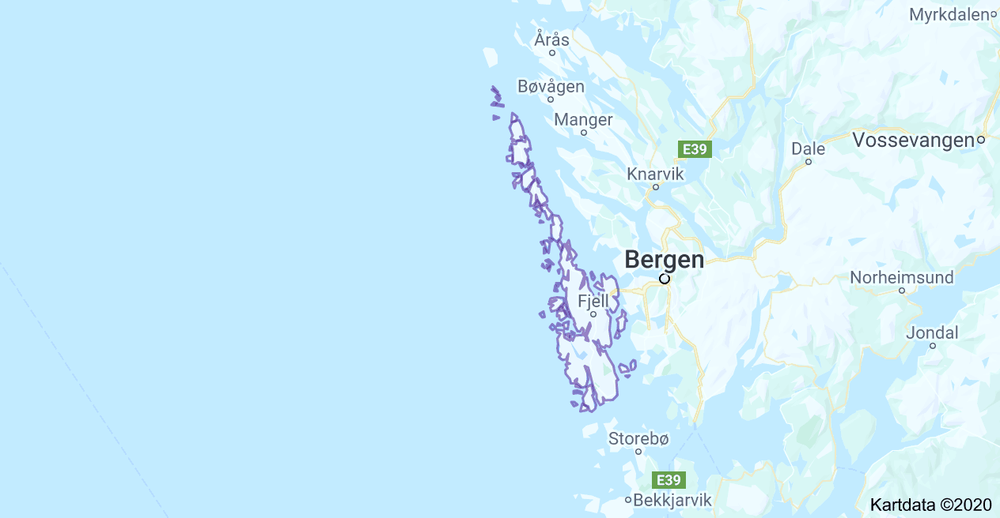 Myrkdalen
Årås
Bøvågen
Manger
E39
Dale
Vossevangen
Knarvik
Bergen
Norheimsund
Fjell
Jondal
Storebø
E39
Bekkjarvik
Kartdata ©2020